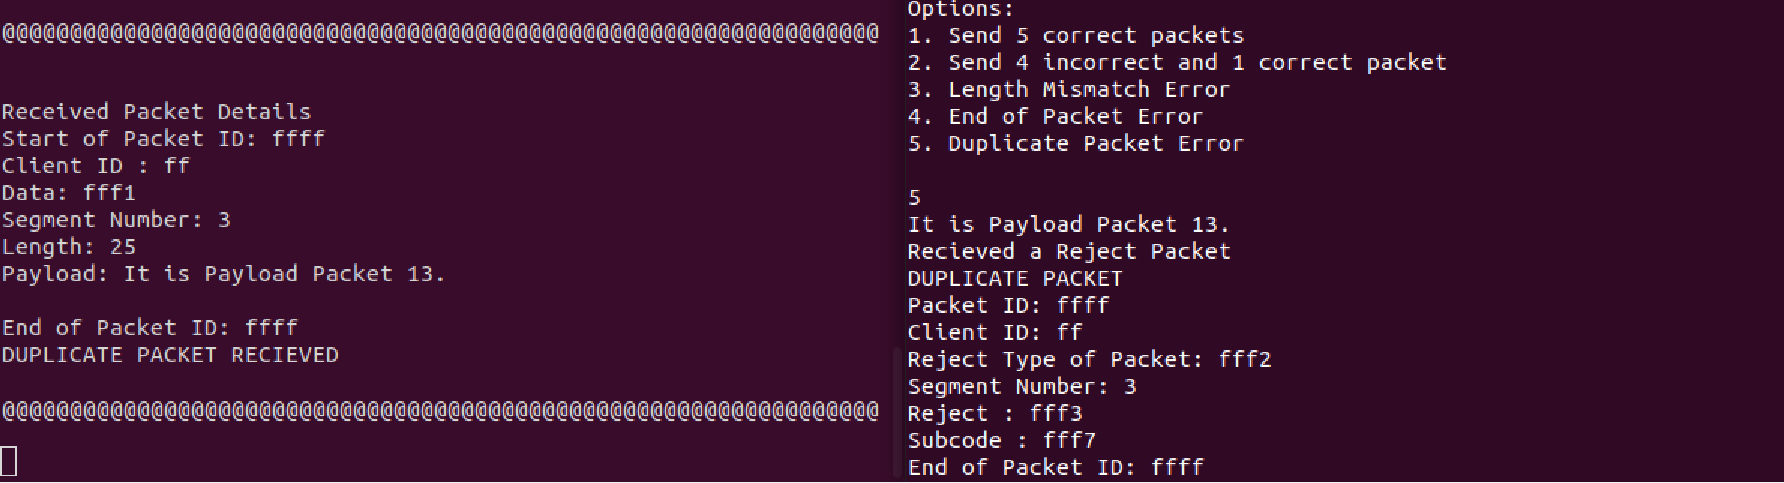 @@@@@@@@@@@@@@@@@@@@@@@@@@@@@@@@@@@@@@@@@@@@@@@@@@@@@@@@@@@@@@@@@
Received Packet Details
Start of Packet ID: ffff
Client ID : ff
Data: fff1
Segment Number: 3
Length: 25
Payload: It is Payload Packet 13.
End of Packet ID: ffff
DUPLICATE PACKET RECIEVED
@@@@@@@@@@@@@@@@@@@@@@@@@@@@@@@@@@@@@@@@@@@@@@@@@@@@@@@@@@@@@@@@@
Options:
1. Send 5 correct packets
2. Send 4 incorrect and 1 correct packet
3. Length Mismatch Error
4. End of Packet Error
5. Duplicate Packet Error
5
It is Payload Packet 13.
Recieved a Reject Packet
DUPLICATE PACKET
Packet ID: ffff
Client ID: ff
Reject Type of Packet: fff2
Segment Number: 3
Reject : fff3
Subcode : fff7
End of Packet ID: ffff